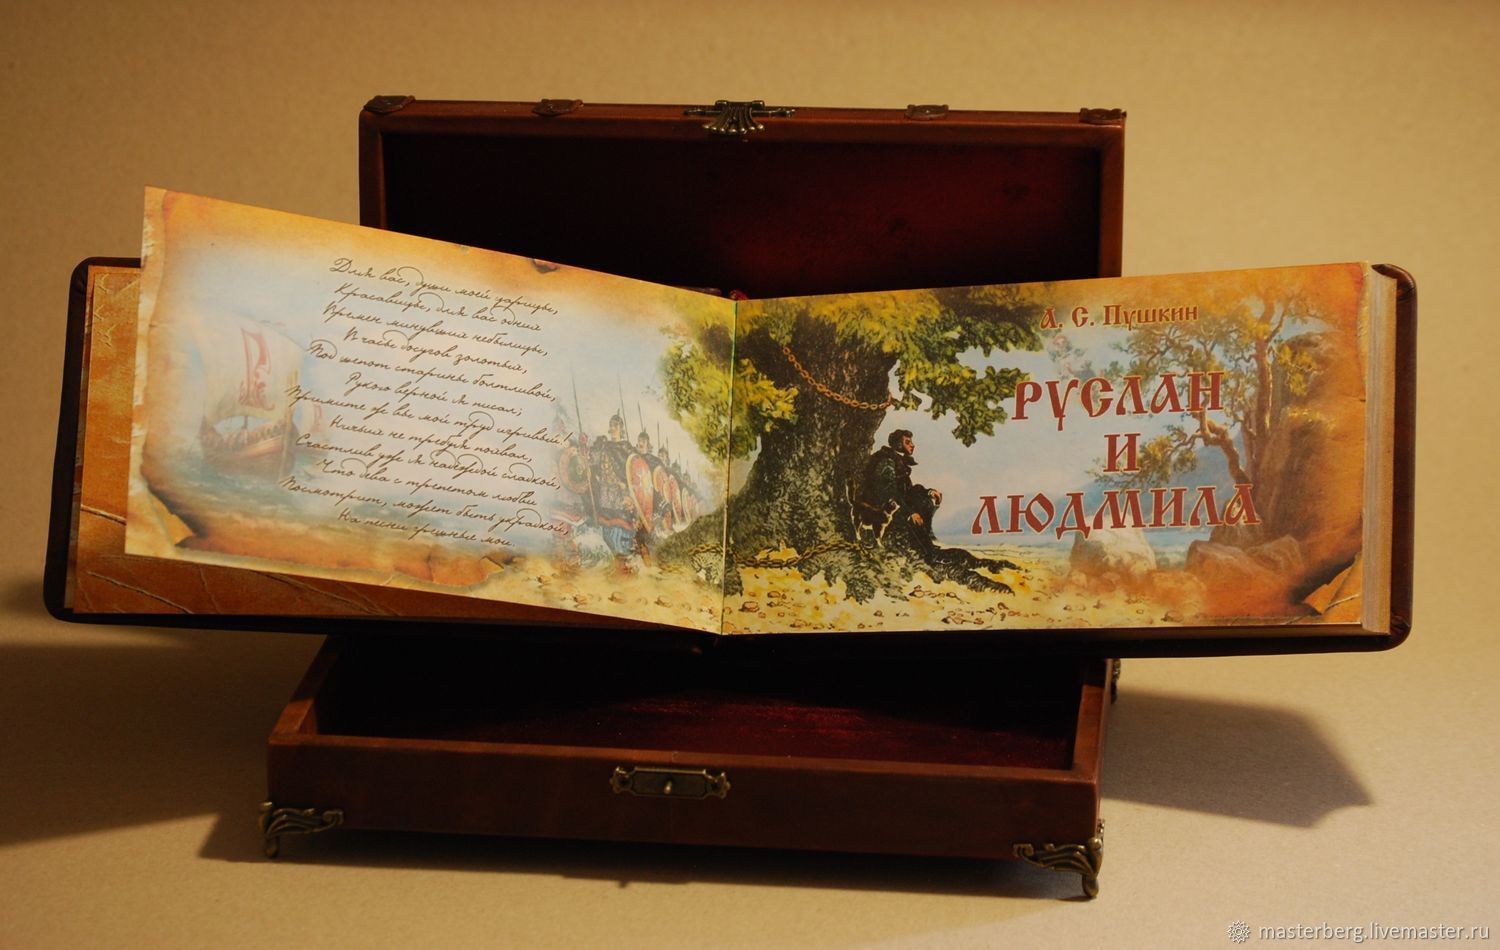 Для вас, души моей царицы,
Красавицы, для вас одних
Времен минувших небылицы,
В часы досугов золотых,
Под шепот старины болтливой,
Рукою верной я писал;
Примите ж вы мой труд игривый!
Ничьих не требуя похвал,
Счастлив уж я надеждой сладкой,
Что дева с трепетом любви
Посмотрит, может быть украдкой,
На песни грешные мои.
А. С. Пушкин
РУСЛАН
И
ЛЮДМИЛА
masterberg.livemaster.ru